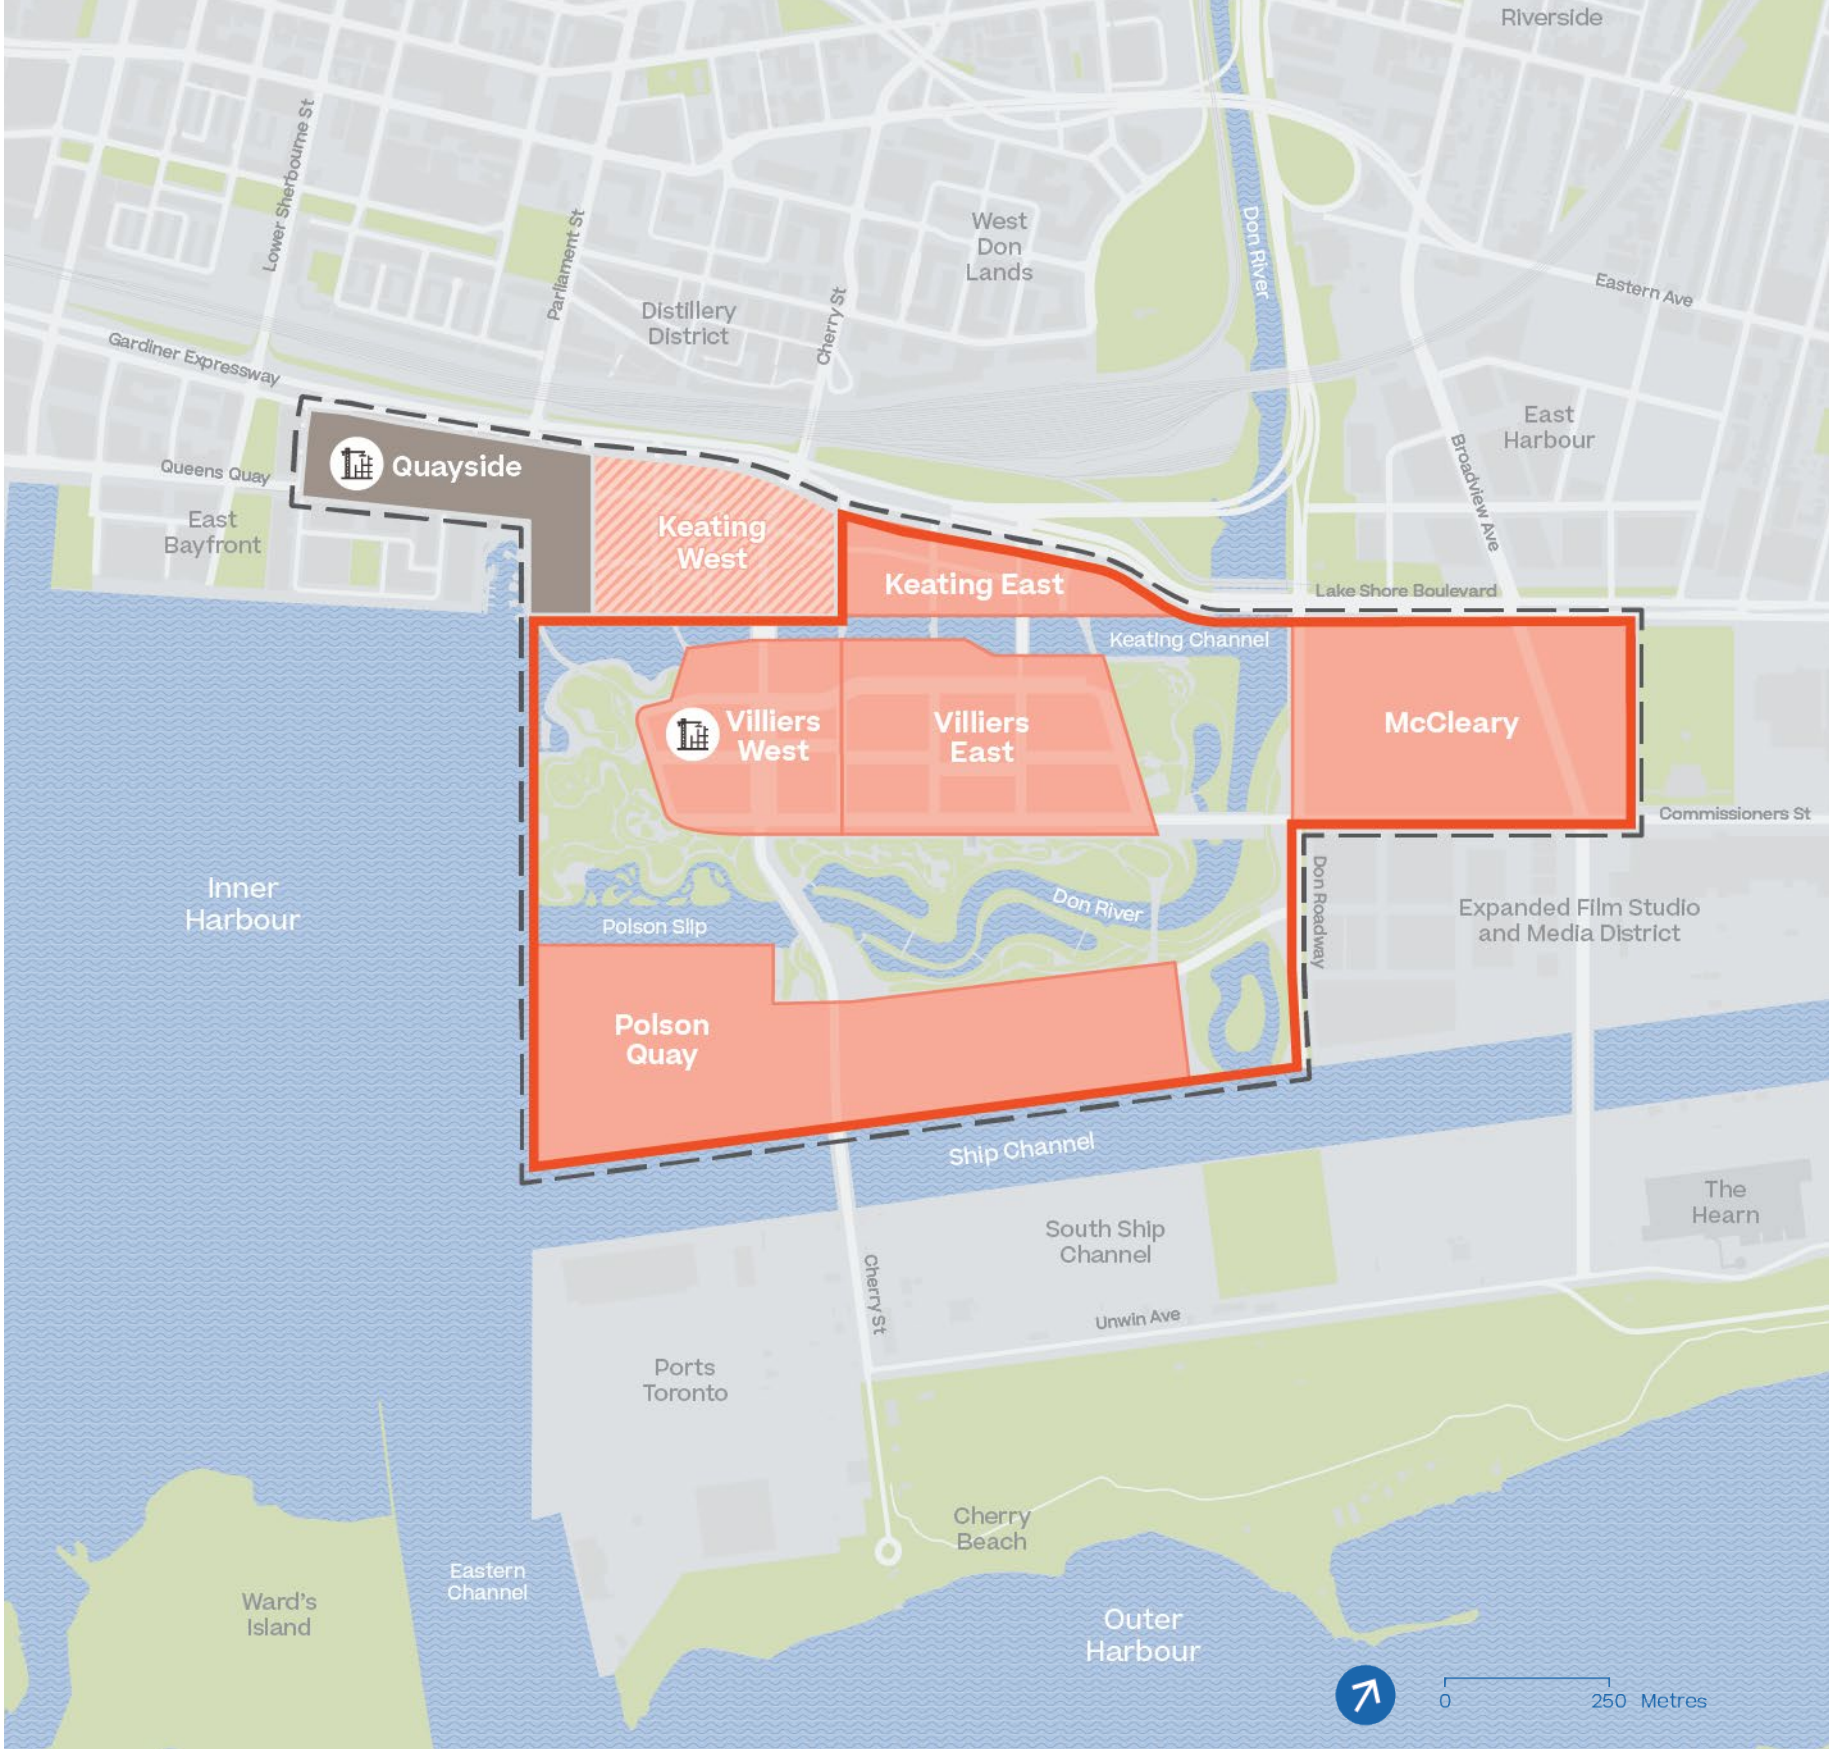 Riverside
Lower Sherbourne St
Parliament St
West
Don
Lands
Don River
Eastern Ave
Distillery
District
Cherry St
Gardiner Expressway
East
Harbour
Broadview Ave
Queens Quay
Quayside
East
Bayfront
Keating
West
Keating East
Lake Shore Boulevard
Keating Channel
Villiers
West
Villiers
East
McCleary
Commissioners St
Inner
Harbour
Polson Slip
Don River
Don Roadway
Expanded Film Studio
and Media District
Polson
Quay
Ship Channel
The
Hearn
South Ship
Channel
Cherry St
Unwin Ave
Ports
Toronto
Cherry
Beach
Eastern
Channel
Ward's
Island
Outer
Harbour
0 250 Metres